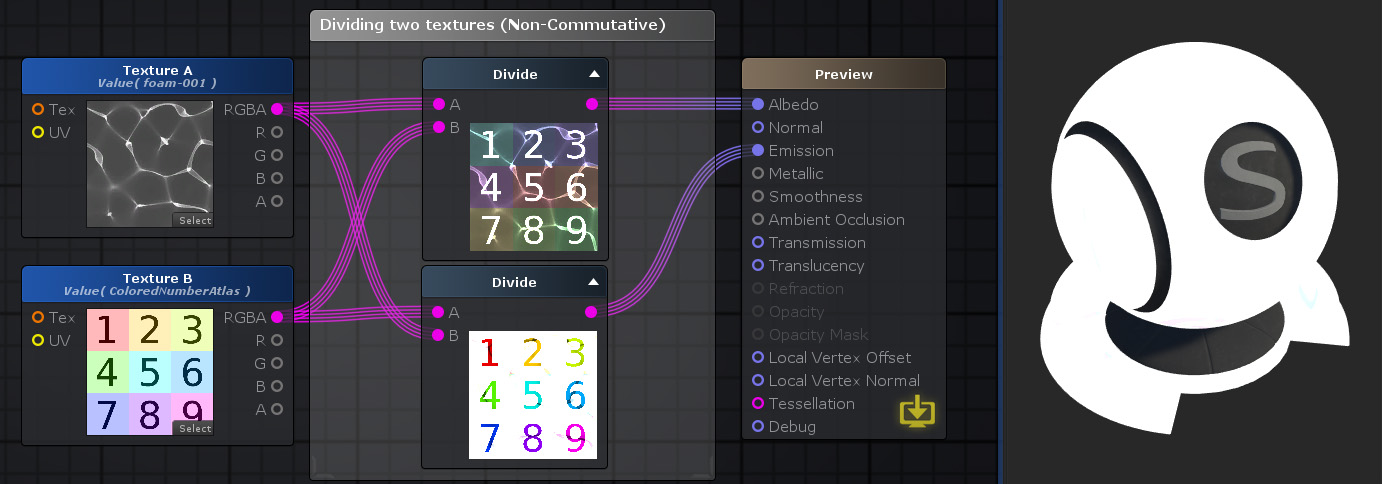 Dividing two textures (Non-Commutative)
Texture A
Value( foam-001 )
Tex
UV
RGBA
R
G
B
A
Select
Texture B
Value( ColoredNumberAtlas )
Tex
UV
RGBA
R
G
B
A
1 2 3
4 5 6
7 8 9
Select
Divide
A
B
1 2 3
4 5 6
7 8 9
Divide
A
B
1 2 3
4 5 6
7 8 9
Preview
Albedo
Normal
Emission
Metallic
Smoothness
Ambient Occlusion
Transmission
Translucency
Refraction
Opacity
Opacity Mask
Local Vertex Offset
Local Vertex Normal
Tessellation
Debug
S